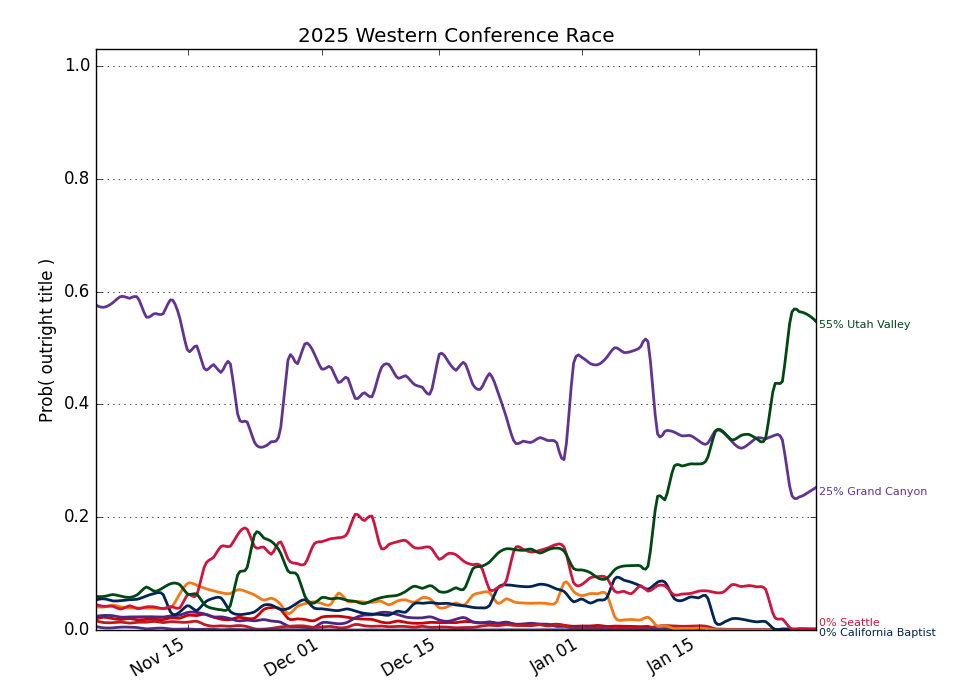 2025 Western Conference Race
1.0
0.8
0.6
0.4
0.2
0.0
Prob( outright title )
Nov 15
Dec 01
Dec 15
Jan 01
Jan 15
55% Utah Valley
25% Grand Canyon
0% Seattle
0% California Baptist